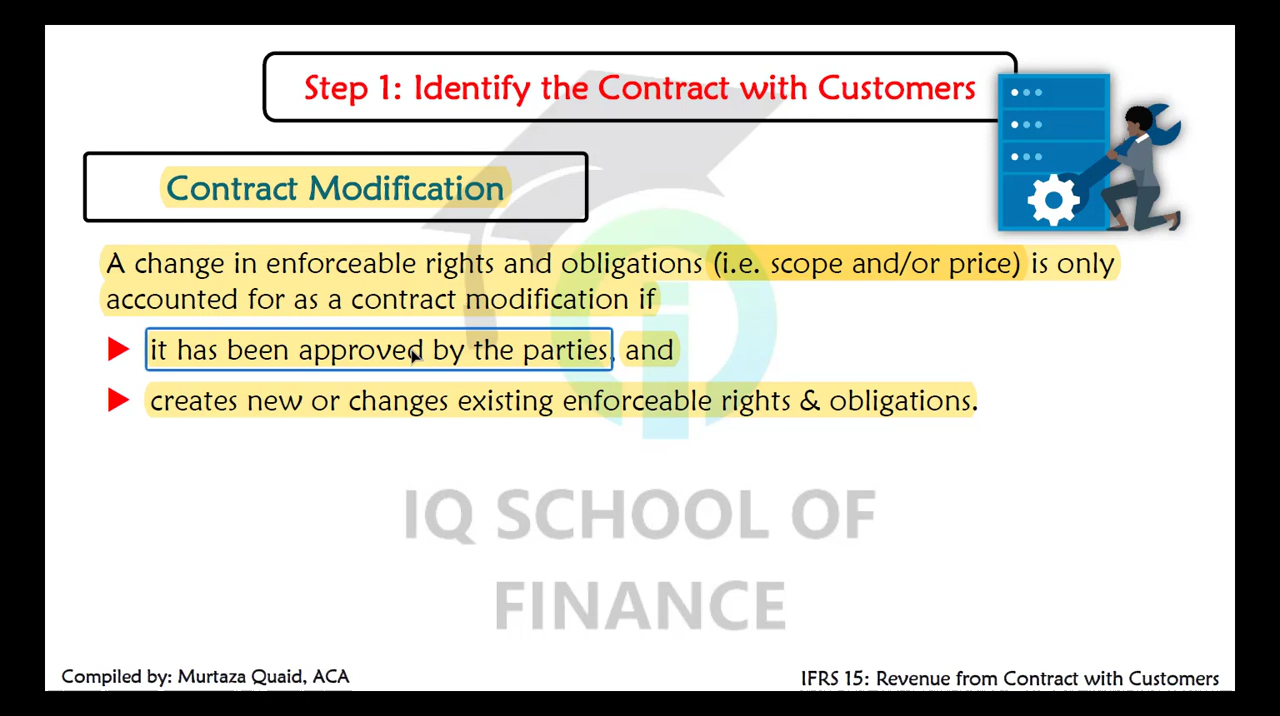 Step 1: Identify the Contract with Customers
Contract Modification
A change in enforceable rights and obligations (i.e. scope and/or price) is only
accounted for as a contract modification if
it has been approved by the parties, and
creates new or changes existing enforceable rights & obligations.
IQ SCHOOL OF
FINANCE
Compiled by: Murtaza Quaid, ACA
IFRS 15: Revenue from Contract with Customers